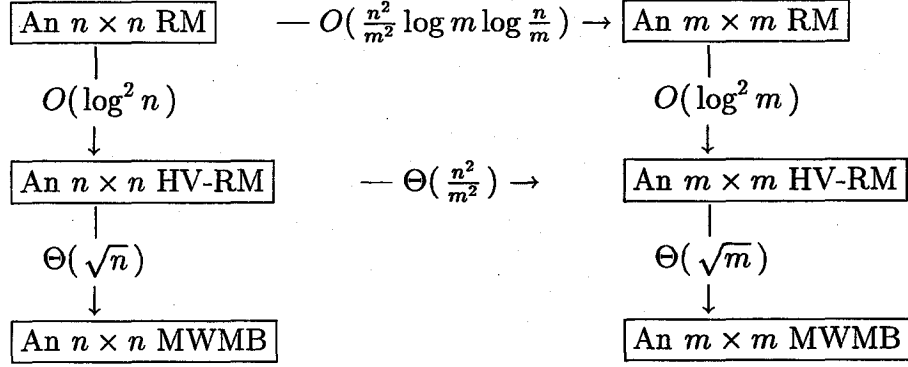 An n × n RM — O( n²/m² log m log n/m ) → An m × m RM
O( log² n ) O( log² m )
An n × n HV-RM — Θ( n²/m² ) → An m × m HV-RM
Θ( √n ) Θ( √m )
An n × n MWMB An m × m MWMB